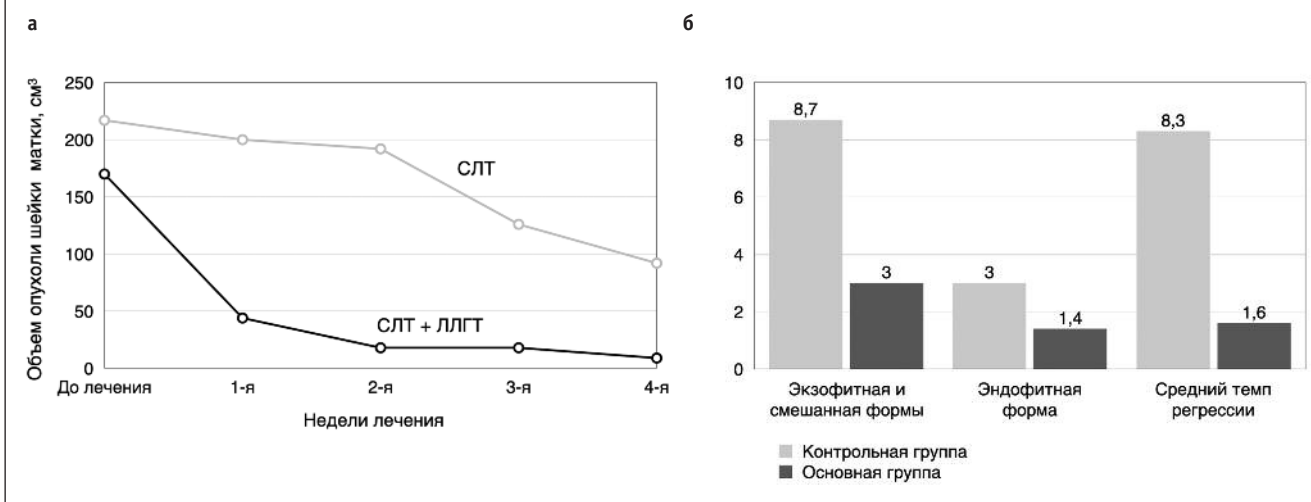 а
Объем опухоли шейки матки, см³
250
200
150
100
50
0
СЛТ
СЛТ + ЛЛГТ
До лечения 1-я 2-я 3-я 4-я
Недели лечения
б
10
8
6
4
2
0
8,7
3
3
1,4
8,3
1,6
Экзофитная и
смешанная формы
Эндофитная
форма
Средний темп
регрессии
Контрольная группа
Основная группа